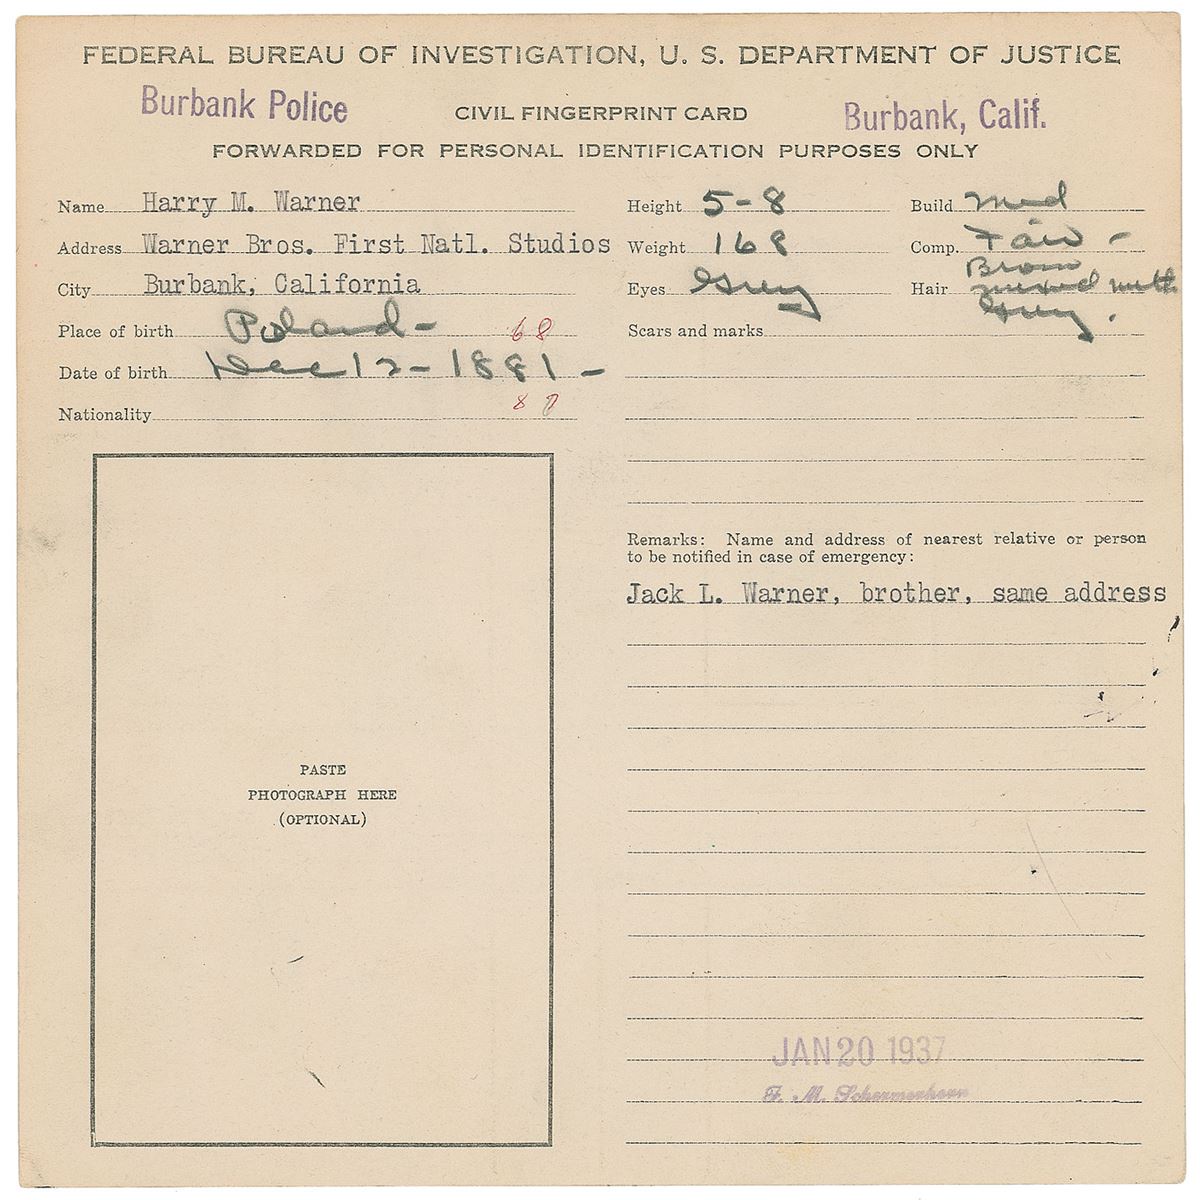 FEDERAL BUREAU OF INVESTIGATION, U. S. DEPARTMENT OF JUSTICE
Burbank Police CIVIL FINGERPRINT CARD Burbank, Calif.
FORWARDED FOR PERSONAL IDENTIFICATION PURPOSES ONLY
Name Harry M. Warner
Address Warner Bros. First Natl. Studios
City Burbank, California
Place of birth Poland - 68
Date of birth Dec 12 - 1881 -
Nationality 8
Height 5-8 Build Med
Weight 168 Comp. Fair -
Eyes Grey Hair Brown
mixed with
Grey.
Scars and marks
Remarks: Name and address of nearest relative or person
to be notified in case of emergency:
Jack L. Warner, brother, same address
PASTE
PHOTOGRAPH HERE
(OPTIONAL)
JAN 20 1937
F. M. Schermerhorn